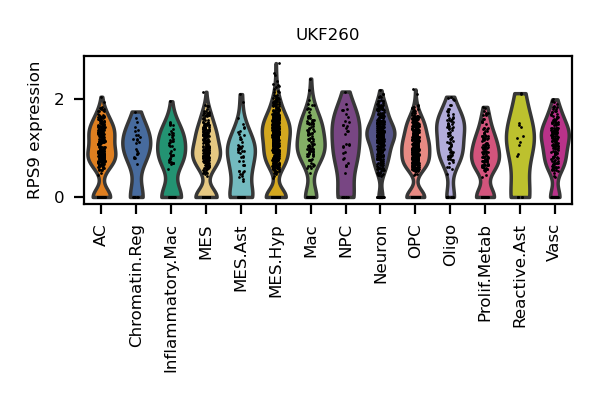 UKF260
RPS9 expression
2
0
AC
Chromatin.Reg
Inflammatory.Mac
MES
MES.Ast
MES.Hyp
Mac
NPC
Neuron
OPC
Oligo
Prolif.Metab
Reactive.Ast
Vasc